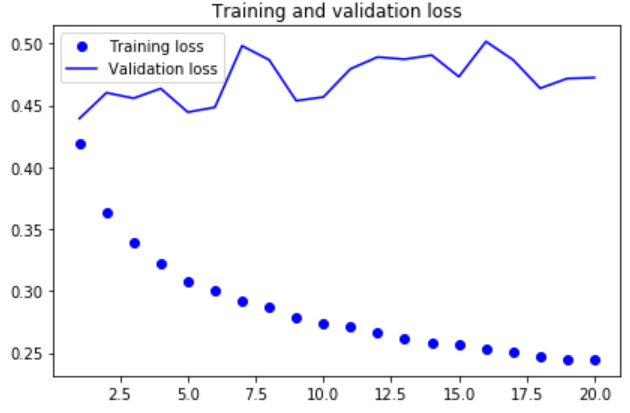 Training and validation loss
Training loss
Validation loss
0.50
0.45
0.40
0.35
0.30
0.25
2.5 5.0 7.5 10.0 12.5 15.0 17.5 20.0